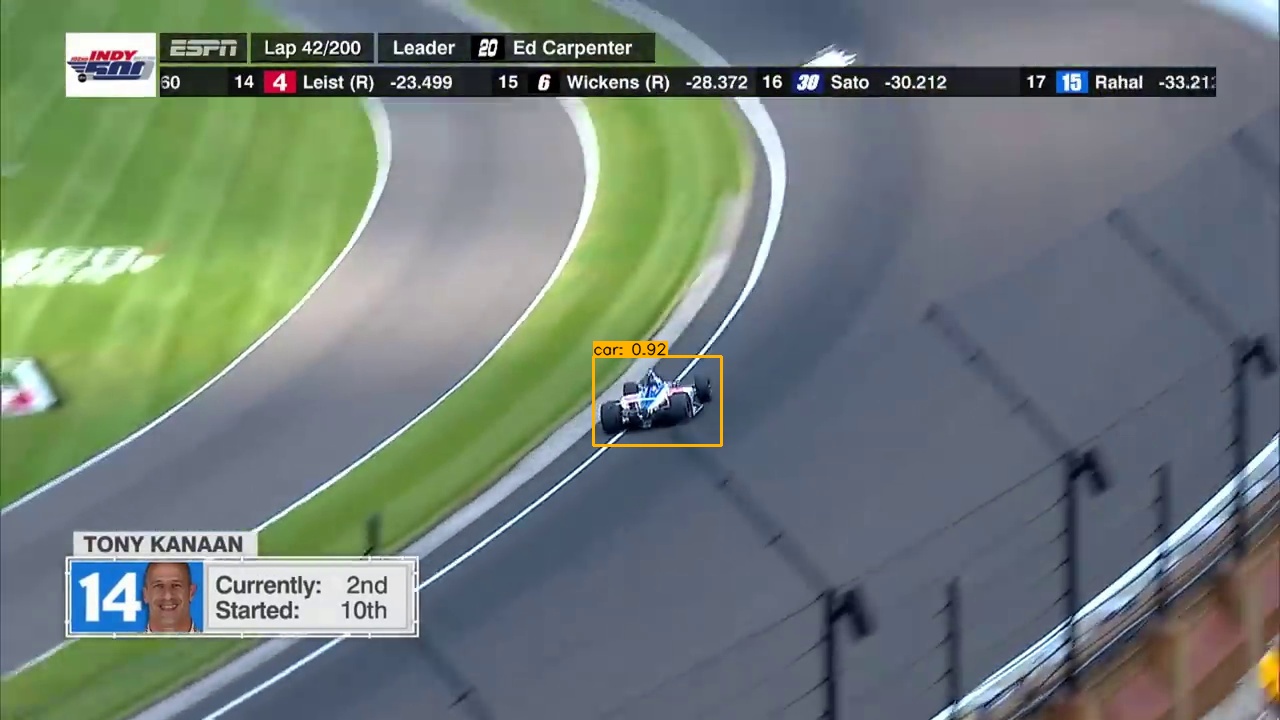 INDY
500
ESPN
Lap 42/200
Leader 20 Ed Carpenter
60 14 4 Leist (R) -23.499 15 6 Wickens (R) -28.372 16 30 Sato -30.212 17 15 Rahal -33.212
car: 0.92
TONY KANAAN
14
Currently: 2nd
Started: 10th